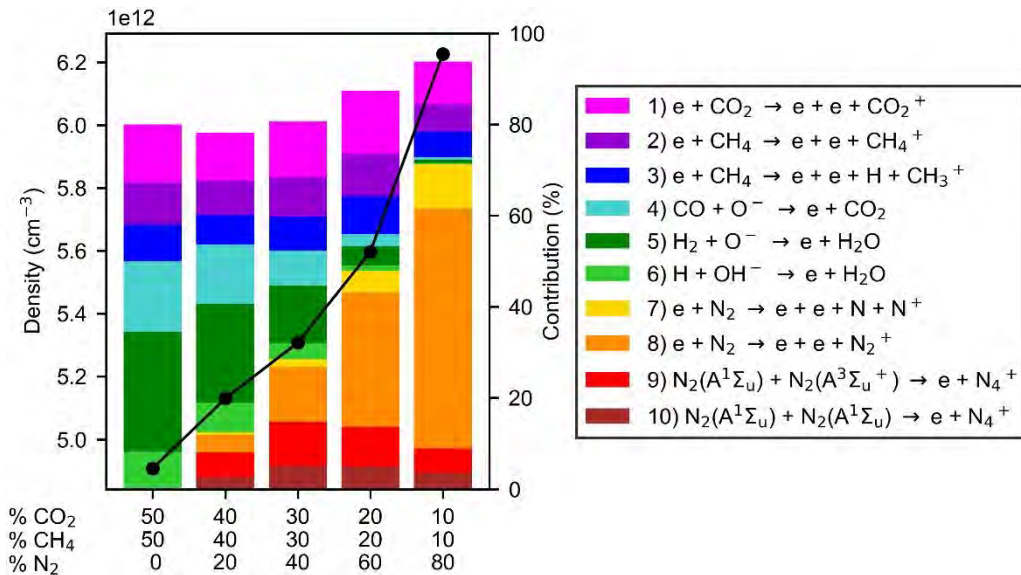 1e12
6.2
6.0
5.8
5.6
5.4
5.2
5.0
Density (cm⁻³)
100
80
60
40
20
0
Contribution (%)
% CO₂ 50 40 30 20 10
% CH₄ 50 40 30 20 10
% N₂ 0 20 40 60 80
1) e + CO₂ → e + e + CO₂⁺
2) e + CH₄ → e + e + CH₄⁺
3) e + CH₄ → e + e + H + CH₃⁺
4) CO + O⁻ → e + CO₂
5) H₂ + O⁻ → e + H₂O
6) H + OH⁻ → e + H₂O
7) e + N₂ → e + e + N + N⁺
8) e + N₂ → e + e + N₂⁺
9) N₂(A¹Σᵤ) + N₂(A³Σᵤ⁺) → e + N₄⁺
10) N₂(A¹Σᵤ) + N₂(A¹Σᵤ) → e + N₄⁺